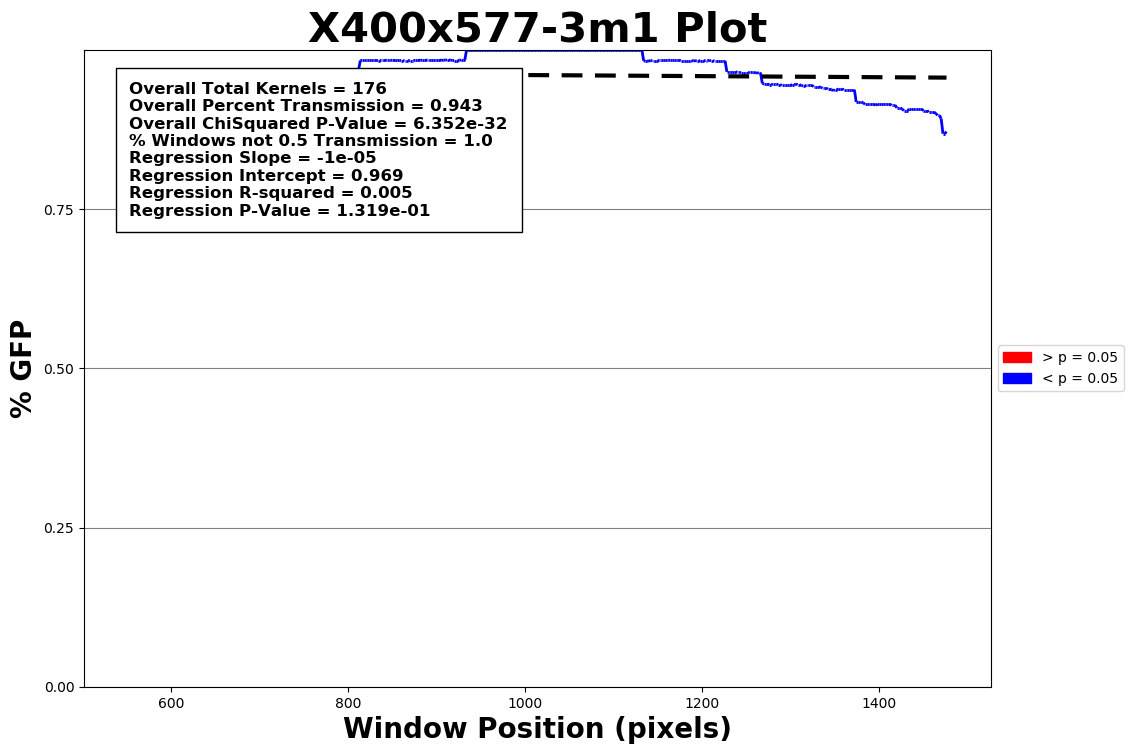 X400x577-3m1 Plot
Overall Total Kernels = 176
Overall Percent Transmission = 0.943
Overall ChiSquared P-Value = 6.352e-32
% Windows not 0.5 Transmission = 1.0
Regression Slope = -1e-05
Regression Intercept = 0.969
Regression R-squared = 0.005
Regression P-Value = 1.319e-01
0.75
0.50
0.25
0.00
% GFP
> p = 0.05
< p = 0.05
600 800 1000 1200 1400
Window Position (pixels)